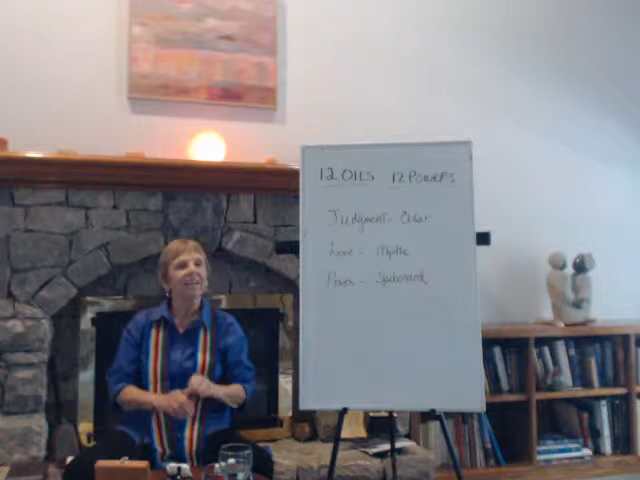 12 OILS 12 POWERS
Judgment - Cedar
Love - Myrtle
Power - Spikenard